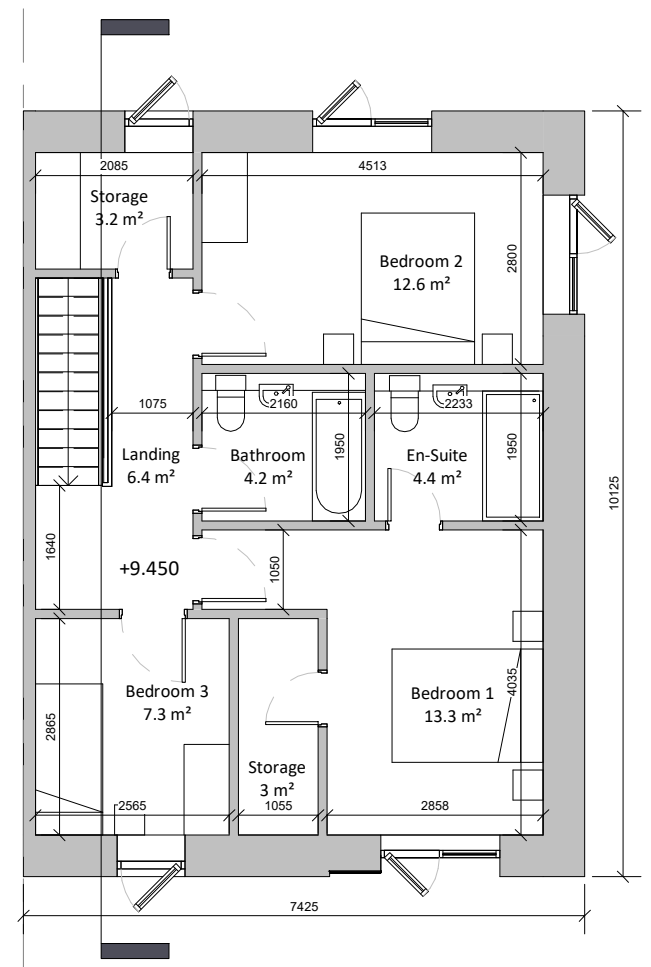 2085
4513
Storage
3.2 m²
Bedroom 2
12.6 m²
2800
1075
2160
2233
Landing
6.4 m²
Bathroom
4.2 m²
1950
En-Suite
4.4 m²
1950
10125
1640
+9.450
1050
Bedroom 3
7.3 m²
Bedroom 1
13.3 m²
4035
2865
Storage
3 m²
2565
1055
2858
7425